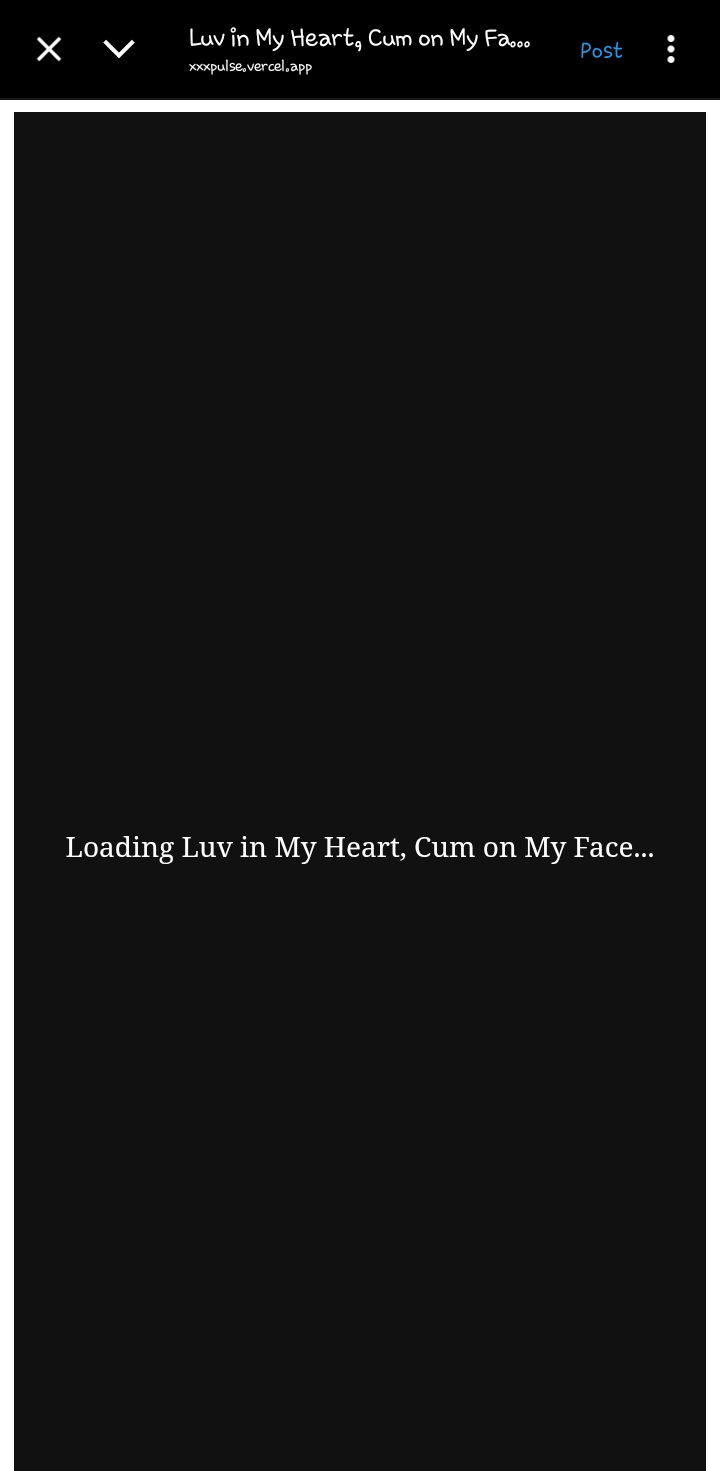 Luv in My Heart, Cum on My Fa...
xxxpulse.vercel.app
Post
Loading Luv in My Heart, Cum on My Face...